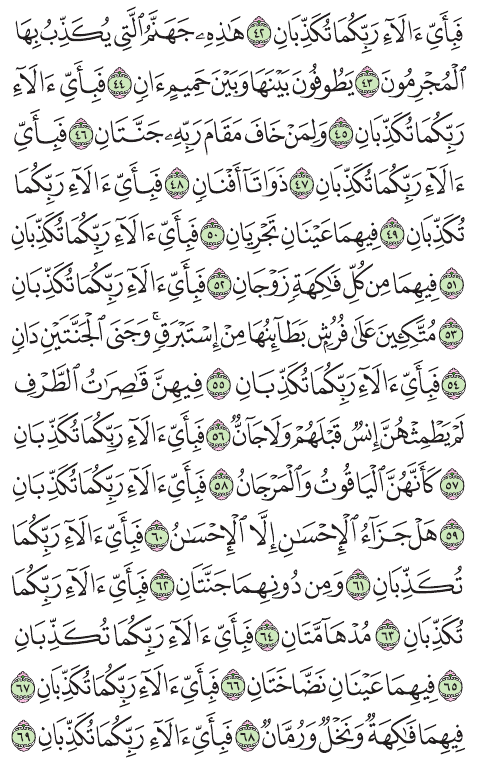 فَبِأَيِّ ءَالَآءِ رَبِّكُمَا تُكَذِّبَانِ ٤٢ هَٰذِهِۦ جَهَنَّمُ ٱلَّتِي يُكَذِّبُ بِهَا
ٱلْمُجْرِمُونَ ٤٣ يَطُوفُونَ بَيْنَهَا وَبَيْنَ حَمِيمٍ ءَانٍ ٤٤ فَبِأَيِّ ءَالَآءِ
رَبِّكُمَا تُكَذِّبَانِ ٤٥ وَلِمَنْ خَافَ مَقَامَ رَبِّهِۦ جَنَّتَانِ ٤٦ فَبِأَيِّ
ءَالَآءِ رَبِّكُمَا تُكَذِّبَانِ ٤٧ ذَوَاتَآ أَفْنَانٍ ٤٨ فَبِأَيِّ ءَالَآءِ رَبِّكُمَا
تُكَذِّبَانِ ٤٩ فِيهِمَا عَيْنَانِ تَجْرِيَانِ ٥٠ فَبِأَيِّ ءَالَآءِ رَبِّكُمَا تُكَذِّبَانِ
٥١ فِيهِمَا مِن كُلِّ فَٰكِهَةٍ زَوْجَانِ ٥٢ فَبِأَيِّ ءَالَآءِ رَبِّكُمَا تُكَذِّبَانِ
٥٣ مُتَّكِـِٔينَ عَلَىٰ فُرُشٍۭ بَطَآئِنُهَا مِنْ إِسْتَبْرَقٍۚ وَجَنَى ٱلْجَنَّتَيْنِ دَانٍ
٥٤ فَبِأَيِّ ءَالَآءِ رَبِّكُمَا تُكَذِّبَانِ ٥٥ فِيهِنَّ قَٰصِرَٰتُ ٱلطَّرْفِ
لَمْ يَطْمِثْهُنَّ إِنسٌ قَبْلَهُمْ وَلَا جَآنٌّ ٥٦ فَبِأَيِّ ءَالَآءِ رَبِّكُمَا تُكَذِّبَانِ
٥٧ كَأَنَّهُنَّ ٱلْيَاقُوتُ وَٱلْمَرْجَانُ ٥٨ فَبِأَيِّ ءَالَآءِ رَبِّكُمَا تُكَذِّبَانِ
٥٩ هَلْ جَزَآءُ ٱلْإِحْسَٰنِ إِلَّا ٱلْإِحْسَٰنُ ٦٠ فَبِأَيِّ ءَالَآءِ رَبِّكُمَا
تُكَذِّبَانِ ٦١ وَمِن دُونِهِمَا جَنَّتَانِ ٦٢ فَبِأَيِّ ءَالَآءِ رَبِّكُمَا
تُكَذِّبَانِ ٦٣ مُدْهَآمَّتَانِ ٦٤ فَبِأَيِّ ءَالَآءِ رَبِّكُمَا تُكَذِّبَانِ
٦٥ فِيهِمَا عَيْنَانِ نَضَّاخَتَانِ ٦٦ فَبِأَيِّ ءَالَآءِ رَبِّكُمَا تُكَذِّبَانِ ٦٧
فِيهِمَا فَٰكِهَةٌ وَنَخْلٌ وَرُمَّانٌ ٦٨ فَبِأَيِّ ءَالَآءِ رَبِّكُمَا تُكَذِّبَانِ ٦٩